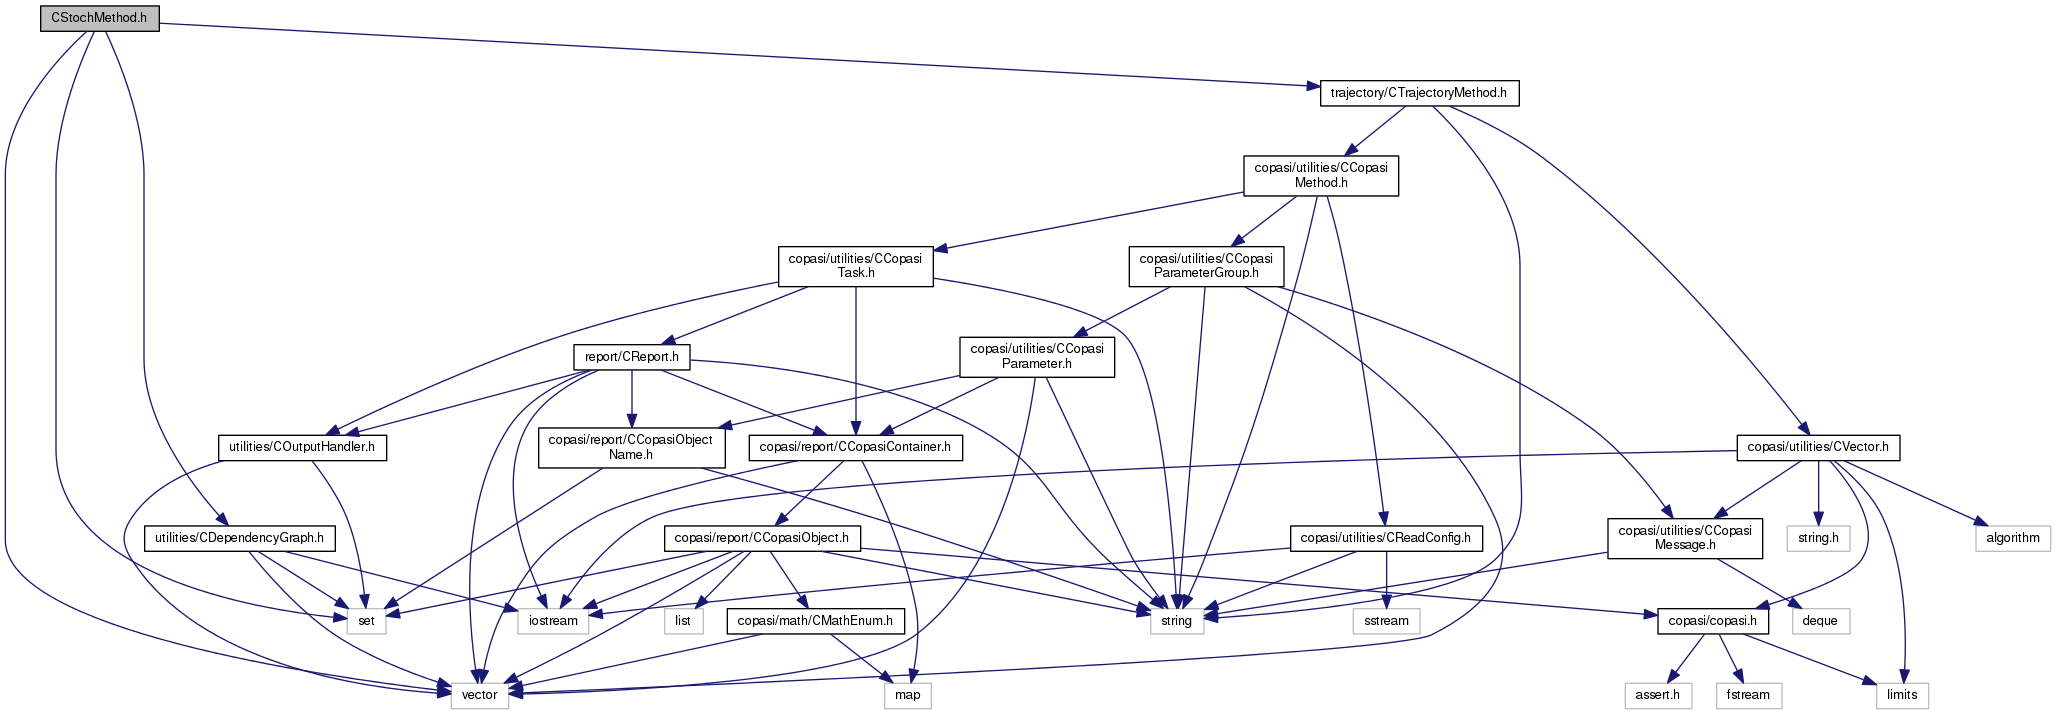 CStochMethod.h
trajectory/CTrajectoryMethod.h
copasi/utilities/CCopasi
Method.h
copasi/utilities/CCopasi
Task.h
copasi/utilities/CCopasi
ParameterGroup.h
report/CReport.h
copasi/utilities/CCopasi
Parameter.h
utilities/COutputHandler.h
copasi/report/CCopasiObject
Name.h
copasi/report/CCopasiContainer.h
copasi/utilities/CVector.h
utilities/CDependencyGraph.h
copasi/report/CCopasiObject.h
copasi/utilities/CReadConfig.h
copasi/utilities/CCopasi
Message.h
string.h
algorithm
set
iostream
list
copasi/math/CMathEnum.h
string
sstream
copasi/copasi.h
deque
vector
map
assert.h
fstream
limits